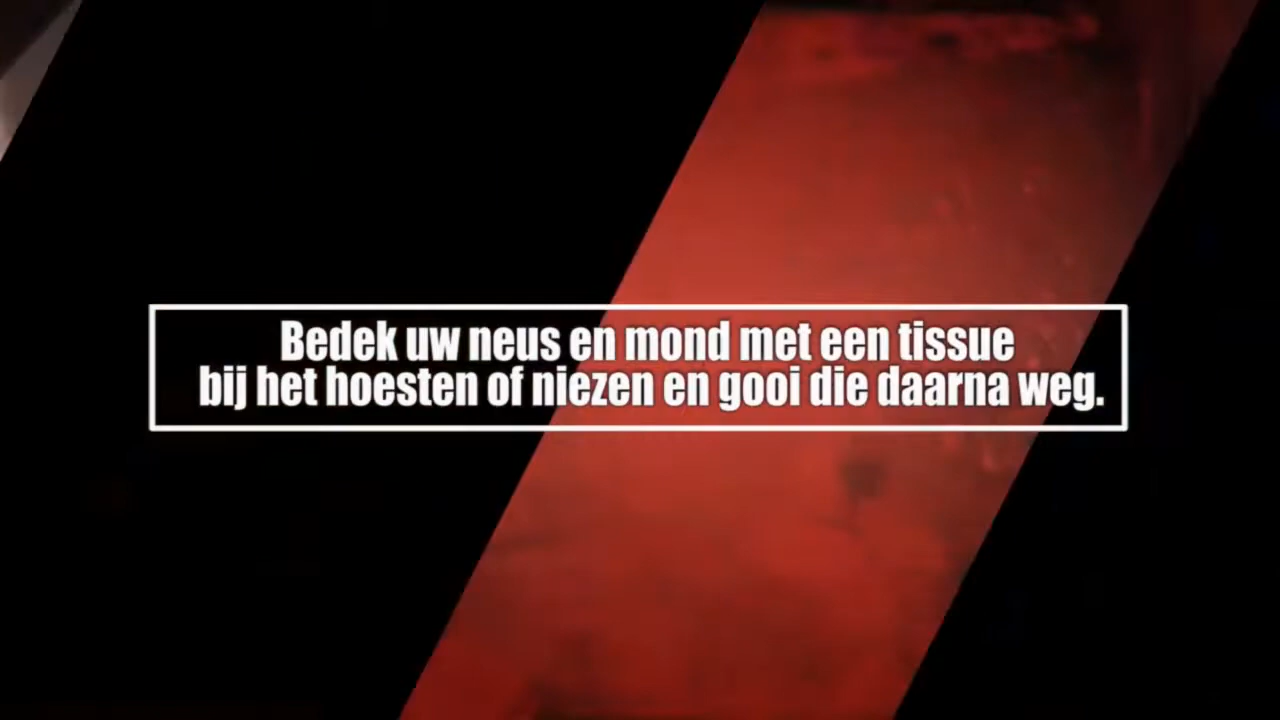 Bedek uw neus en mond met een tissue
bij het hoesten of niezen en gooi die daarna weg.